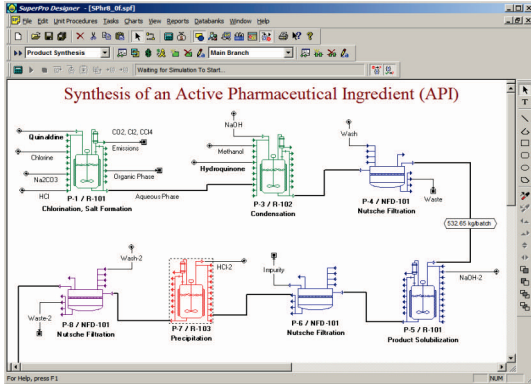 SuperPro Designer - [SPhr8_0f.spf]
File Edit Unit Procedures Tasks Charts View Reports Databanks Window Help
Product Synthesis
Main Branch
Waiting for Simulation To Start...
Synthesis of an Active Pharmaceutical Ingredient (API)
Quinaldine
Chlorine
Na2CO3
HCl
CO2, Cl2, CCl4
Emissions
Organic Phase
Aqueous Phase
P-1 / R-101
Chlorination, Salt Formation
NaOH
Methanol
Hydroquinone
P-3 / R-102
Condensation
Wash
P-4 / NFD-101
Nutsche Filtration
Waste
532.65 kg/batch
Wash-2
Waste-2
P-8 / NFD-101
Nutsche Filtration
HCl-2
P-7 / R-103
Precipitation
Impurity
P-6 / NFD-101
Nutsche Filtration
NaOH-2
P-5 / R-101
Product Solubilization
For Help, press F1
NUM